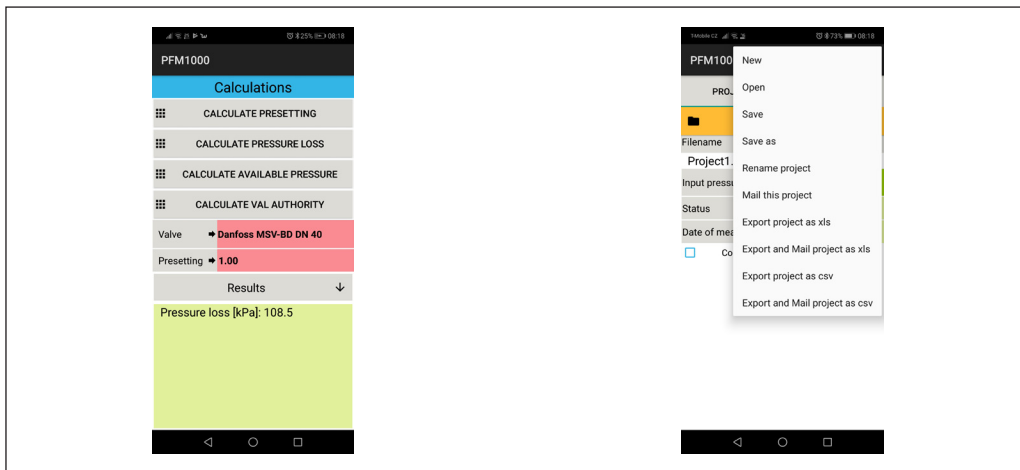 25% 08:18
PFM1000
Calculations
CALCULATE PRESETTING
CALCULATE PRESSURE LOSS
CALCULATE AVAILABLE PRESSURE
CALCULATE VAL AUTHORITY
Valve Danfoss MSV-BD DN 40
Presetting 1.00
Results
Pressure loss [kPa]: 108.5
T-Mobile CZ 73% 08:18
PFM100
PROJ
Filename
Project1.
Input pressu
Status
Date of mea
Co
New
Open
Save
Save as
Rename project
Mail this project
Export project as xls
Export and Mail project as xls
Export project as csv
Export and Mail project as csv